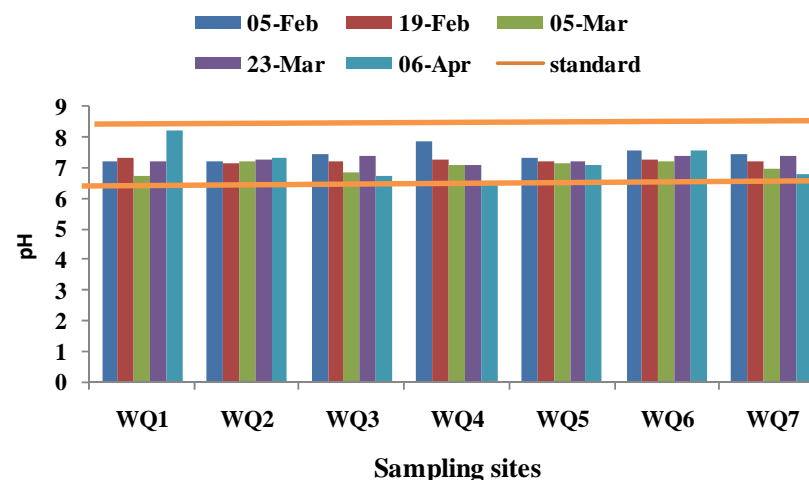 05-Feb 19-Feb 05-Mar
23-Mar 06-Apr standard
9
8
7
6
5
4
3
2
1
0
pH
WQ1 WQ2 WQ3 WQ4 WQ5 WQ6 WQ7
Sampling sites